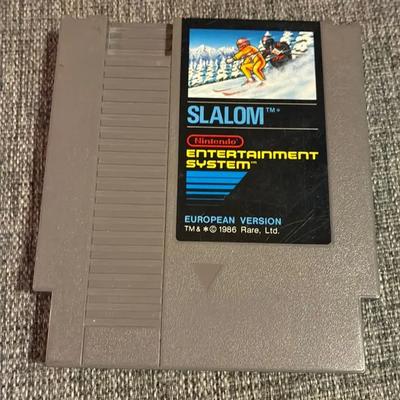 SLALOM™*
Nintendo
ENTERTAINMENT
SYSTEM™
EUROPEAN VERSION
TM & * © 1986 Rare, Ltd.